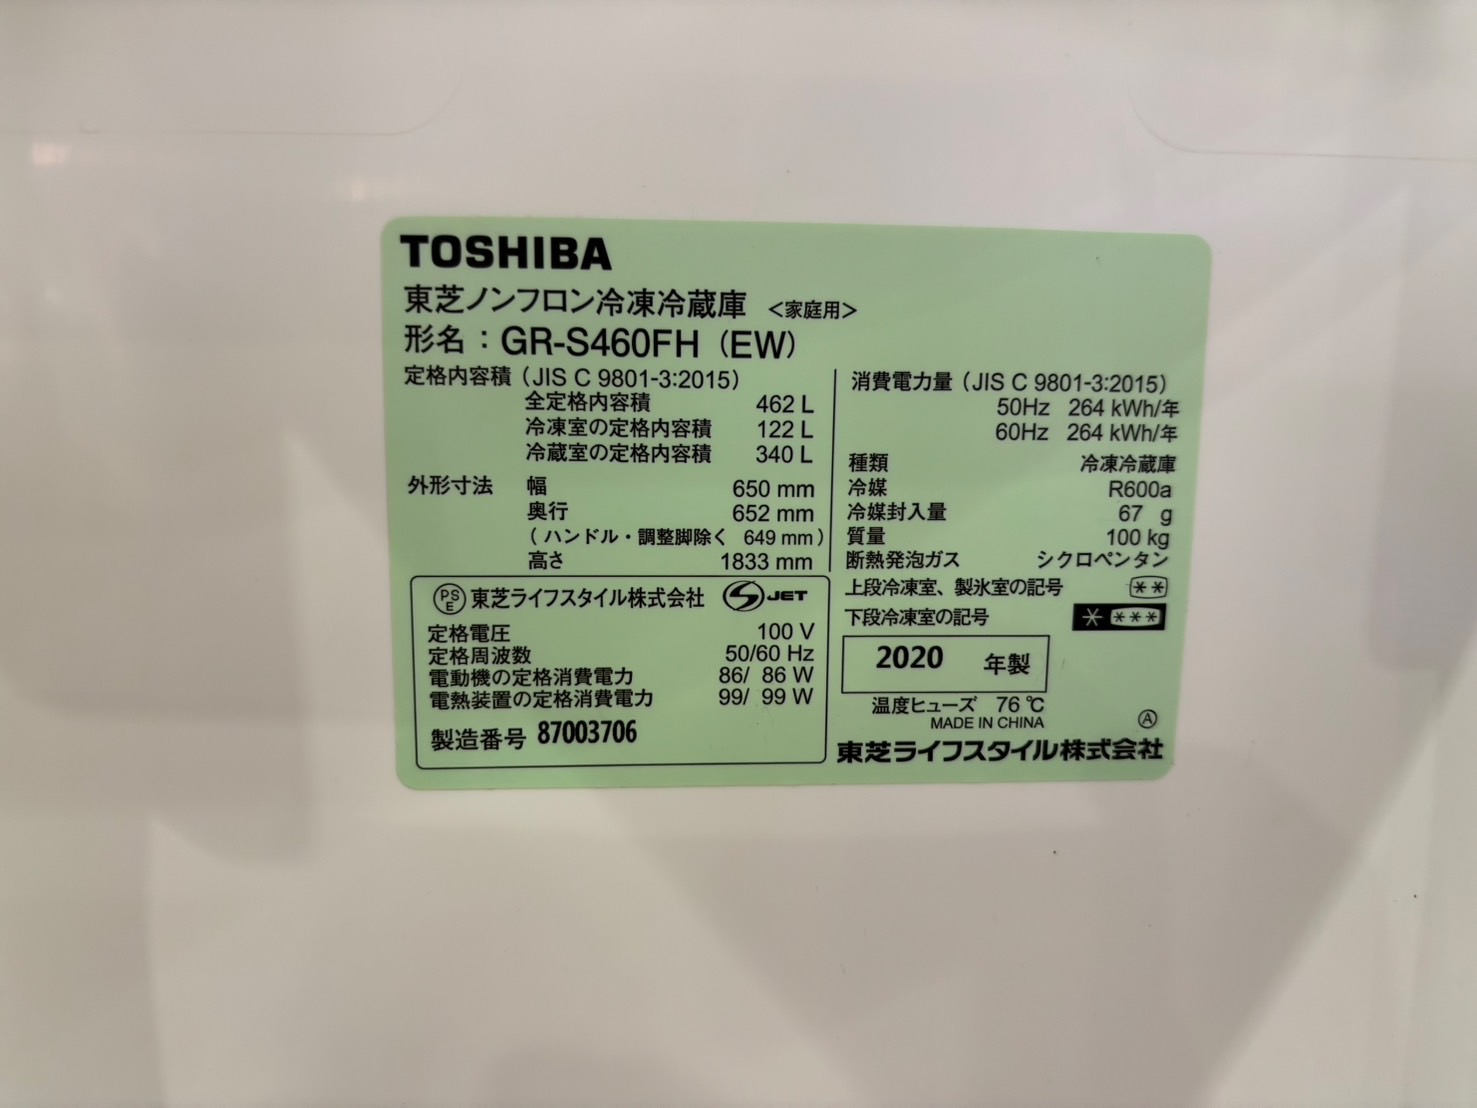 TOSHIBA
東芝ノンフロン冷凍冷蔵庫 <家庭用>
形名：GR-S460FH (EW)
定格内容積 (JIS C 9801-3:2015)
全定格内容積 462 L
冷凍室の定格内容積 122 L
冷蔵室の定格内容積 340 L
外形寸法 幅 650 mm
奥行 652 mm
(ハンドル・調整脚除く 649 mm)
高さ 1833 mm
PSE 東芝ライフスタイル株式会社 S JET
定格電圧 100 V
定格周波数 50/60 Hz
電動機の定格消費電力 86/ 86 W
電熱装置の定格消費電力 99/ 99 W
製造番号 87003706
消費電力量 (JIS C 9801-3:2015)
50Hz 264 kWh/年
60Hz 264 kWh/年
種類 冷凍冷蔵庫
冷媒 R600a
冷媒封入量 67 g
質量 100 kg
断熱発泡ガス シクロペンタン
上段冷凍室、製氷室の記号 **
下段冷凍室の記号 * ***
2020 年製
温度ヒューズ 76 ℃
MADE IN CHINA Ⓐ
東芝ライフスタイル株式会社